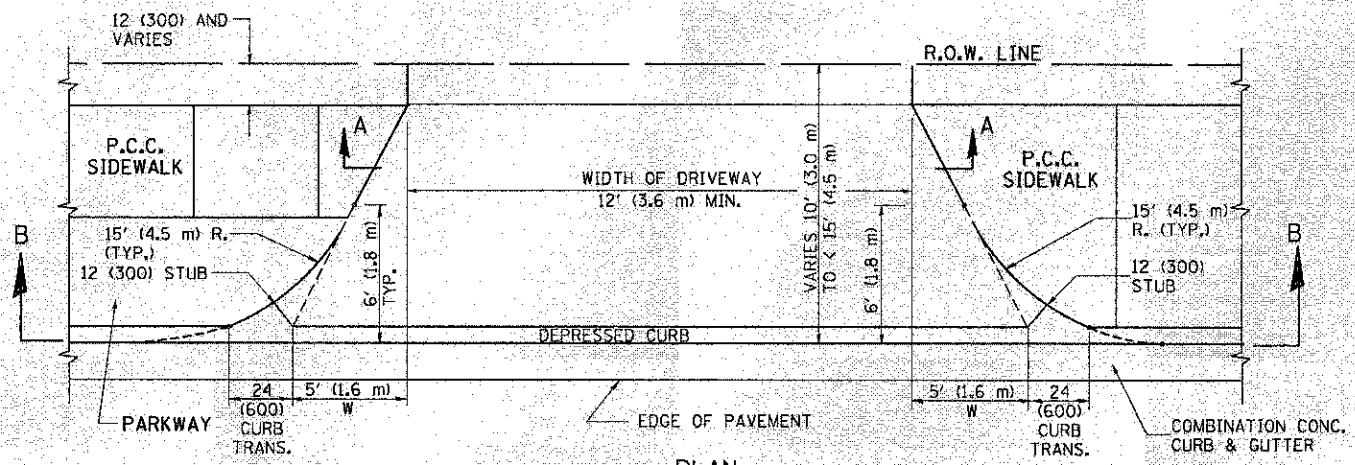 12 (300) AND
VARIES
R.O.W. LINE
A
A
P.C.C.
SIDEWALK
P.C.C.
SIDEWALK
WIDTH OF DRIVEWAY
12' (3.6 m) MIN.
VARIES 10' (3.0 m)
TO < 15' (4.5 m)
B
B
15' (4.5 m) R.
(TYP.)
12 (300) STUB
6' (1.8 m)
TYP.
6' (1.8 m)
15' (4.5 m)
R. (TYP.)
12 (300)
STUB
DEPRESSED CURB
24
(600)
CURB
TRANS.
5' (1.6 m)
W
5' (1.6 m)
W
24
(600)
CURB
TRANS.
PARKWAY
EDGE OF PAVEMENT
COMBINATION CONC.
CURB & GUTTER